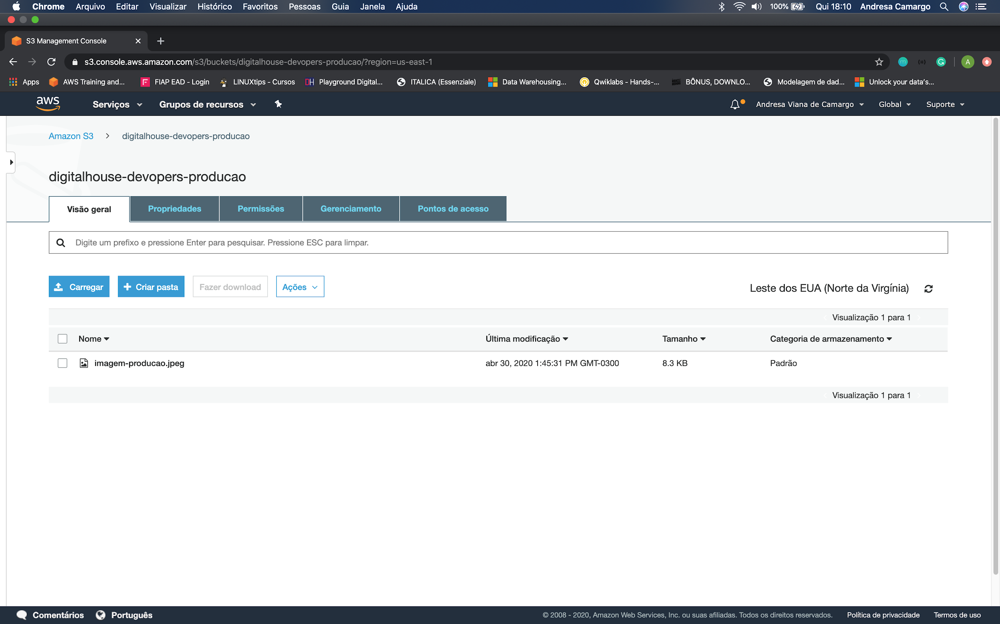 Chrome Arquivo Editar Visualizar Histórico Favoritos Pessoas Guia Janela Ajuda 100% Qui 18:10 Andresa Camargo
S3 Management Console
s3.console.aws.amazon.com/s3/buckets/digitalhouse-devopers-producao/?region=us-east-1 A
Apps AWS Training and... FIAP EAD - Login LINUXtips - Cursos DH Playground Digital... ITALICA (Essenziale) Data Warehousing... Qwiklabs - Hands-... BÔNUS, DOWNLO... Modelagem de dad... Unlock your data's...
aws Serviços Grupos de recursos Andresa Viana de Camargo Global Suporte
Amazon S3 > digitalhouse-devopers-producao
digitalhouse-devopers-producao
Visão geral Propriedades Permissões Gerenciamento Pontos de acesso
Digite um prefixo e pressione Enter para pesquisar. Pressione ESC para limpar.
Carregar Criar pasta Fazer download Ações Leste dos EUA (Norte da Virgínia)
Visualização 1 para 1
Nome Última modificação Tamanho Categoria de armazenamento
imagem-producao.jpeg abr 30, 2020 1:45:31 PM GMT-0300 8.3 KB Padrão
Visualização 1 para 1
Comentários Português © 2008 - 2020, Amazon Web Services, Inc. ou suas afiliadas. Todos os direitos reservados. Política de privacidade Termos de uso